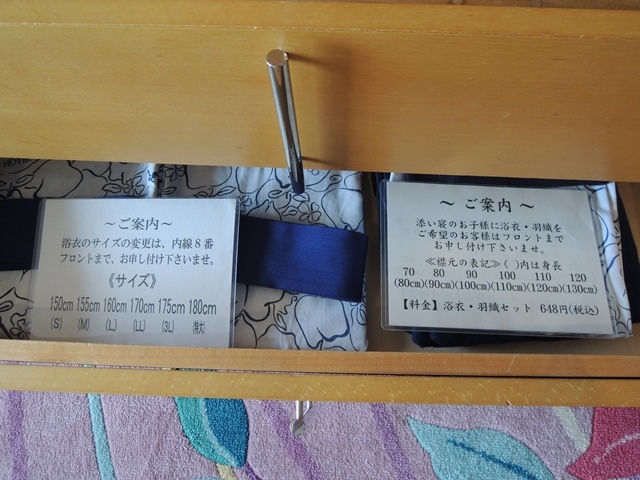 ～ご案内～
浴衣のサイズの変更は、内線８番
フロントまで、お申し付け下さいませ。
《サイズ》
150cm 155cm 160cm 170cm 175cm 180cm
(S) (M) (L) (LL) (3L) (特大)
～ご案内～
添い寝のお子様に浴衣・羽織を
ご希望のお客様はフロントまで
お申し付け下さいませ
≪襟元の表記≫（ ）内は身長
70 80 90 100 110 120
(80cm)(90cm)(100cm)(110cm)(120cm)(130cm)
【料金】浴衣・羽織セット 648円(税込)